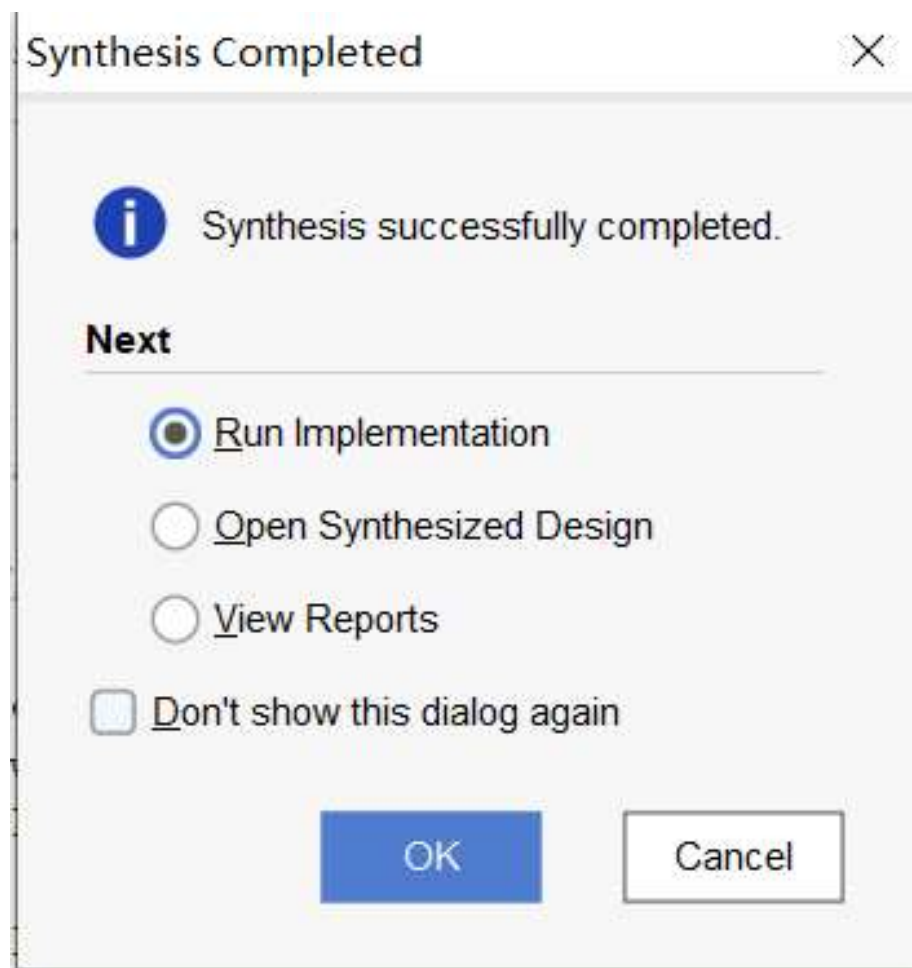 Synthesis Completed
Synthesis successfully completed.
Next
Run Implementation
Open Synthesized Design
View Reports
Don't show this dialog again
OK
Cancel